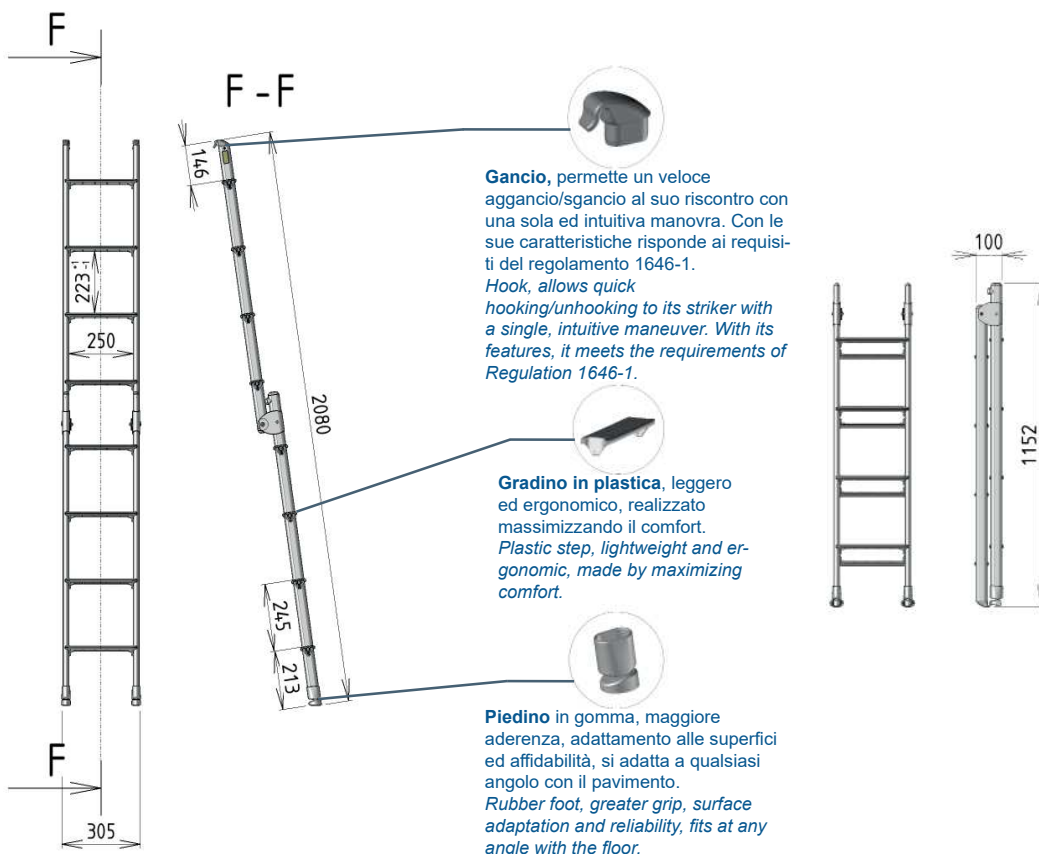 F
F - F
146
223 -1
250
2080
245
213
F
305
Gancio, permette un veloce
aggancio/sgancio al suo riscontro con
una sola ed intuitiva manovra. Con le
sue caratteristiche risponde ai requisi-
ti del regolamento 1646-1.
Hook, allows quick
hooking/unhooking to its striker with
a single, intuitive maneuver. With its
features, it meets the requirements of
Regulation 1646-1.
Gradino in plastica, leggero
ed ergonomico, realizzato
massimizzando il comfort.
Plastic step, lightweight and er-
gonomic, made by maximizing
comfort.
Piedino in gomma, maggiore
aderenza, adattamento alle superfici
ed affidabilità, si adatta a qualsiasi
angolo con il pavimento.
Rubber foot, greater grip, surface
adaptation and reliability, fits at any
angle with the floor.
100
1152